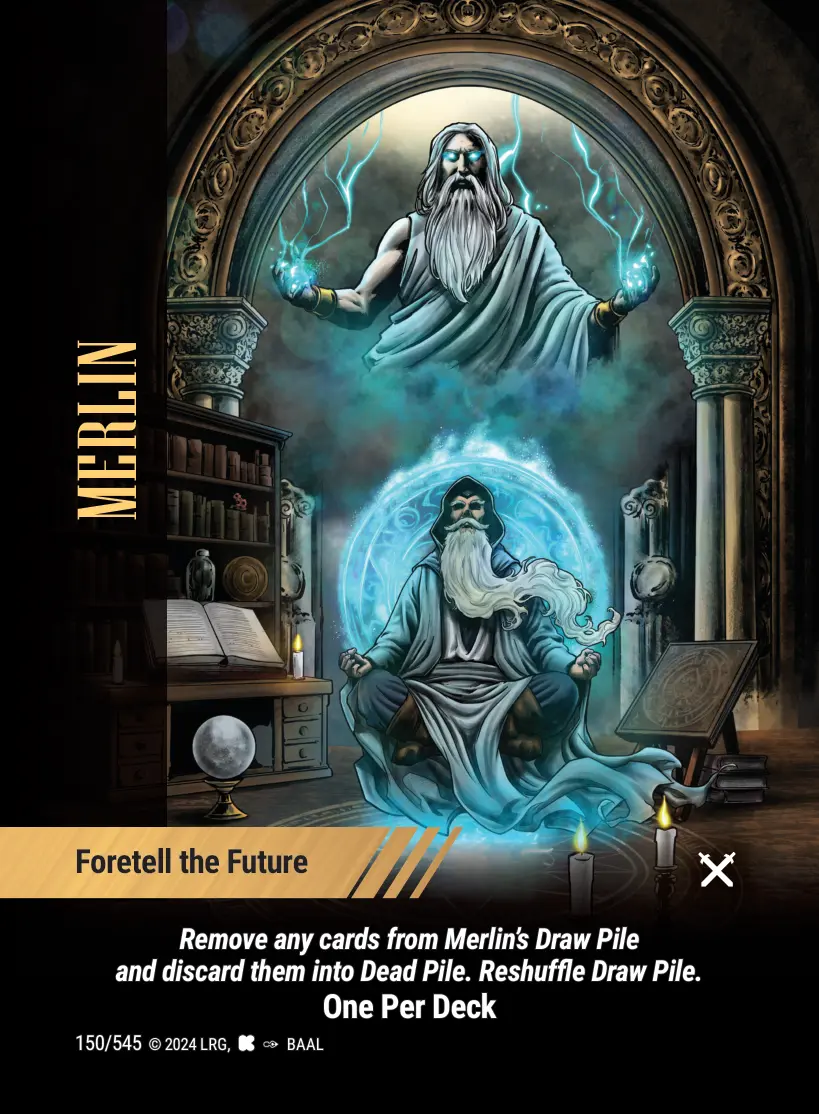 MERLIN
Foretell the Future
Remove any cards from Merlin's Draw Pile
and discard them into Dead Pile. Reshuffle Draw Pile.
One Per Deck
150/545 © 2024 LRG, BAAL